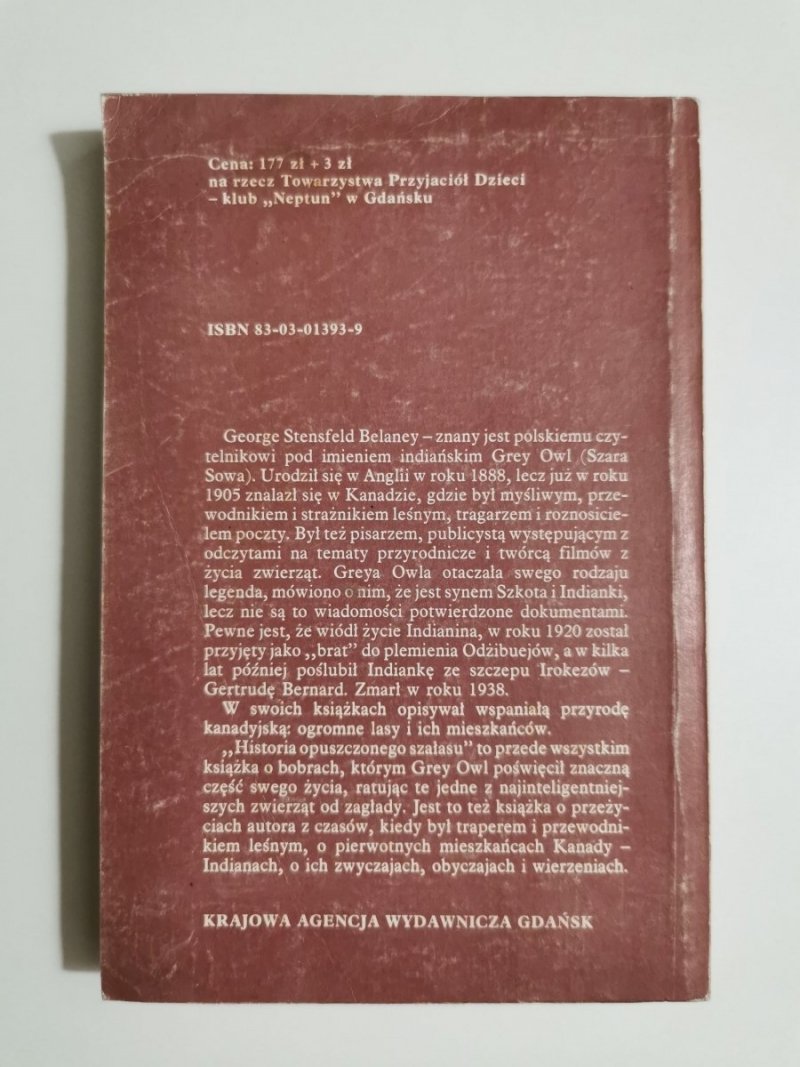 Cena: 177 zł + 3 zł
na rzecz Towarzystwa Przyjaciół Dzieci
– klub „Neptun” w Gdańsku
ISBN 83-03-01393-9
George Stensfeld Belaney – znany jest polskiemu czy-
telnikowi pod imieniem indiańskim Grey Owl (Szara
Sowa). Urodził się w Anglii w roku 1888, lecz już w roku
1905 znalazł się w Kanadzie, gdzie był myśliwym, prze-
wodnikiem i strażnikiem leśnym, tragarzem i roznosicie-
lem poczty. Był też pisarzem, publicystą występującym z
odczytami na tematy przyrodnicze i twórcą filmów z
życia zwierząt. Greya Owla otaczała swego rodzaju
legenda, mówiono o nim, że jest synem Szkota i Indianki,
lecz nie są to wiadomości potwierdzone dokumentami.
Pewne jest, że wiódł życie Indianina, w roku 1920 został
przyjęty jako „brat” do plemienia Odżibuejów, a w kilka
lat później poślubił Indiankę ze szczepu Irokezów –
Gertrudę Bernard. Zmarł w roku 1938.
W swoich książkach opisywał wspaniałą przyrodę
kanadyjską: ogromne lasy i ich mieszkańców.
„Historia opuszczonego szałasu” to przede wszystkim
książka o bobrach, którym Grey Owl poświęcił znaczną
część swego życia, ratując te jedne z najinteligentniej-
szych zwierząt od zagłady. Jest to też książka o przeży-
ciach autora z czasów, kiedy był traperem i przewodni-
kiem leśnym, o pierwotnych mieszkańcach Kanady –
Indianach, o ich zwyczajach, obyczajach i wierzeniach.
KRAJOWA AGENCJA WYDAWNICZA GDAŃSK